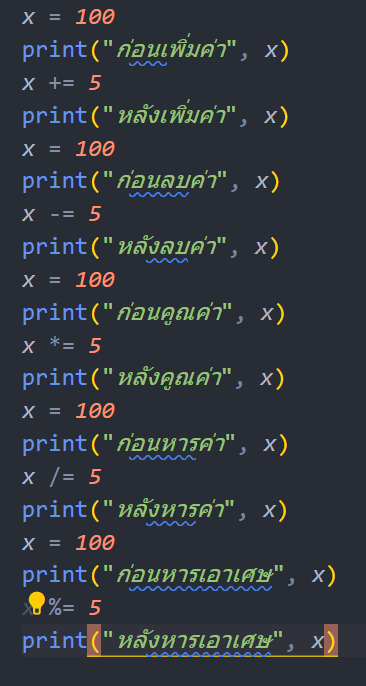 x = 100
print("ก่อนเพิ่มค่า", x)
x += 5
print("หลังเพิ่มค่า", x)
x = 100
print("ก่อนลบค่า", x)
x -= 5
print("หลังลบค่า", x)
x = 100
print("ก่อนคูณค่า", x)
x *= 5
print("หลังคูณค่า", x)
x = 100
print("ก่อนหารค่า", x)
x /= 5
print("หลังหารค่า", x)
x = 100
print("ก่อนหารเอาเศษ", x)
x %= 5
print("หลังหารเอาเศษ", x)